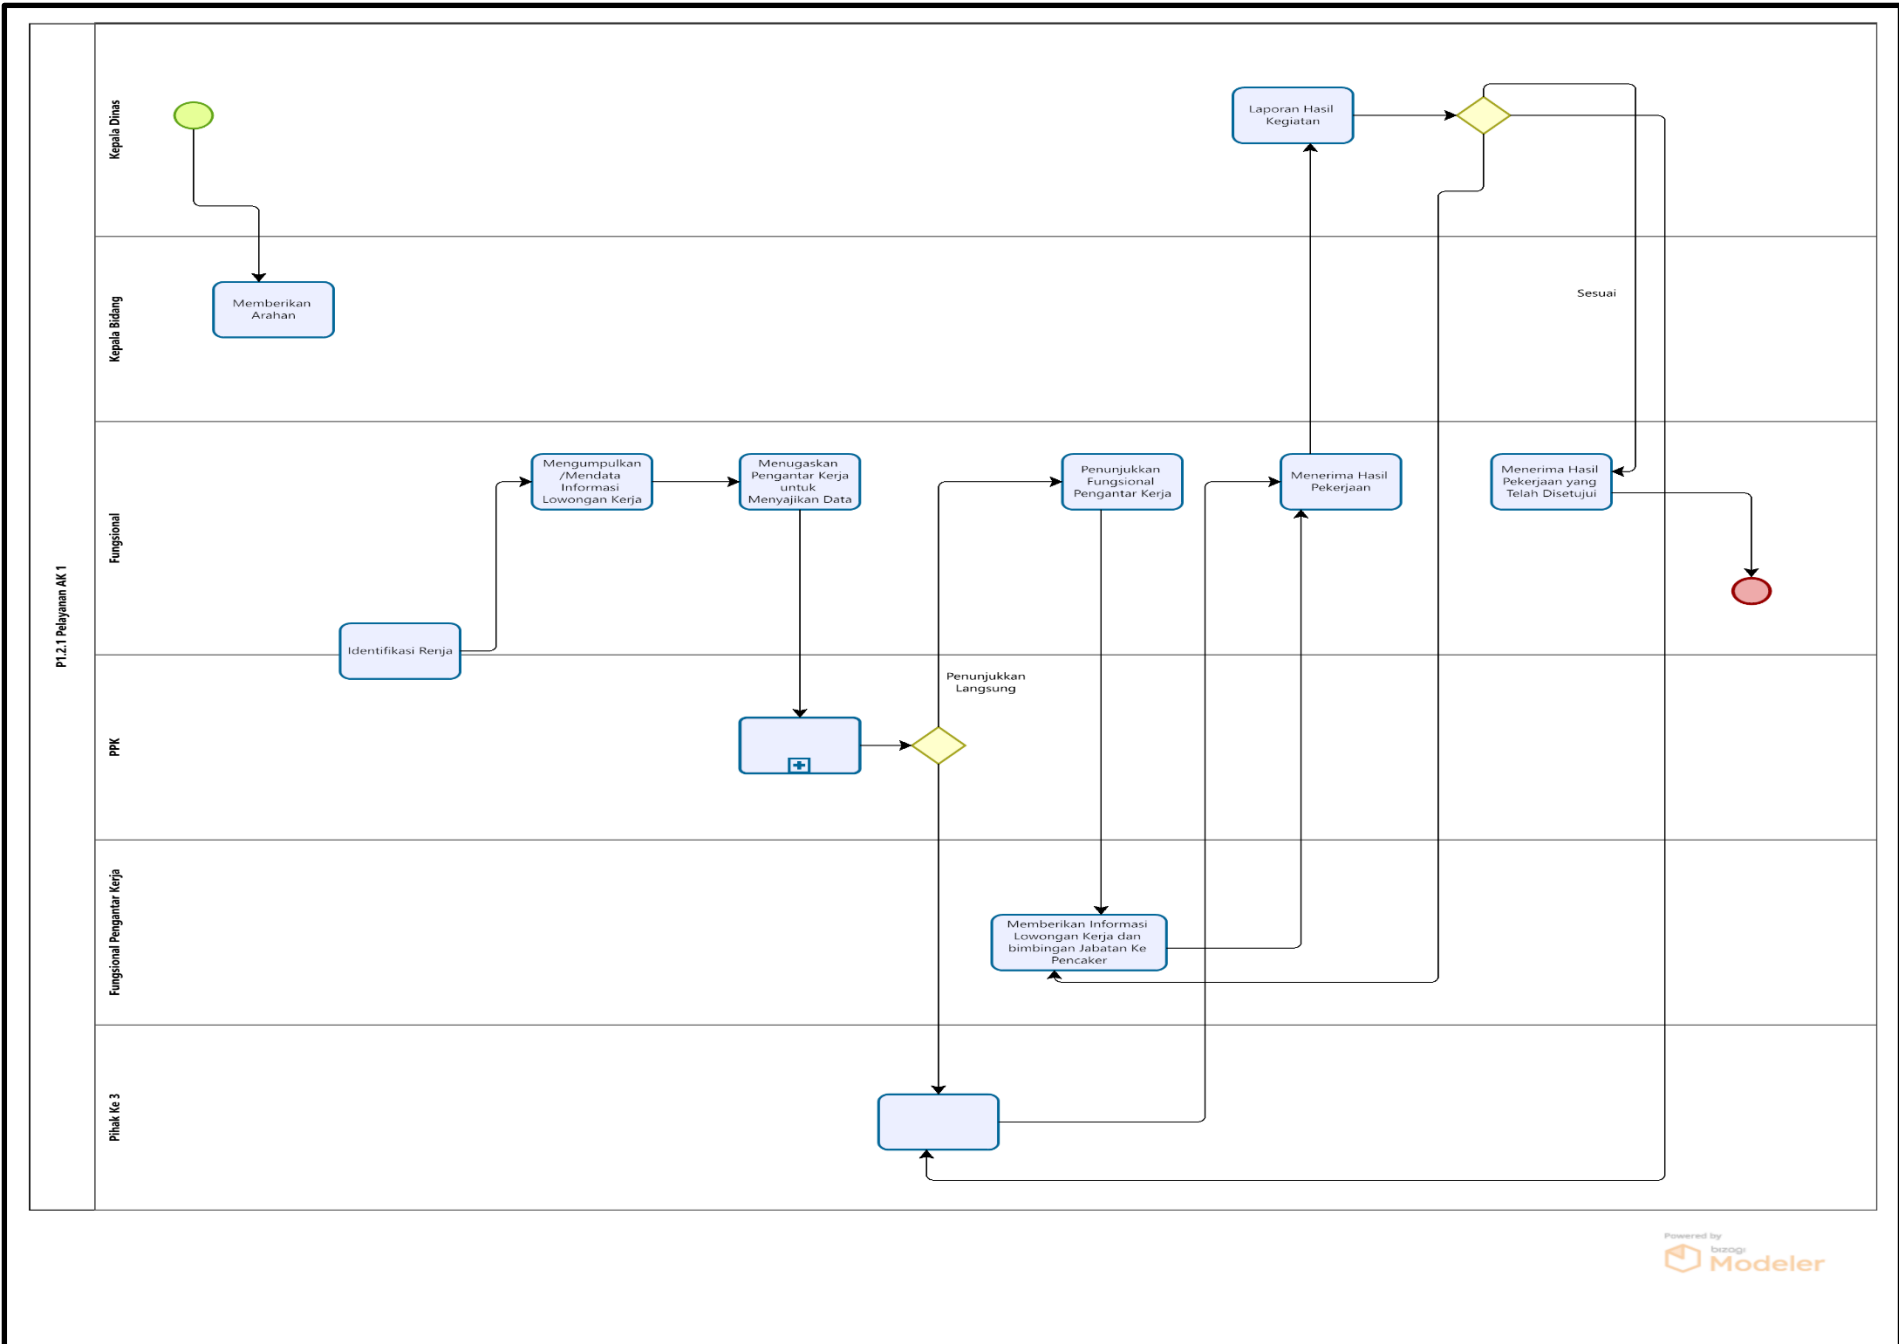 P1.2.1 Pelayanan AK 1
Kepala Dinas
Laporan Hasil
Kegiatan
Kepala Bidang
Memberikan
Arahan
Sesuai
Fungsional
Mengumpulkan
/Mendata
Informasi
Lowongan Kerja
Menugaskan
Pengantar Kerja
untuk
Menyajikan Data
Penunjukkan
Fungsional
Pengantar Kerja
Menerima Hasil
Pekerjaan
Menerima Hasil
Pekerjaan yang
Telah Disetujui
Identifikasi Renja
PPK
Penunjukkan
Langsung
Fungsional Pengantar Kerja
Memberikan Informasi
Lowongan Kerja dan
bimbingan Jabatan Ke
Pencaker
Pihak Ke 3
Powered by
bizagi
Modeler